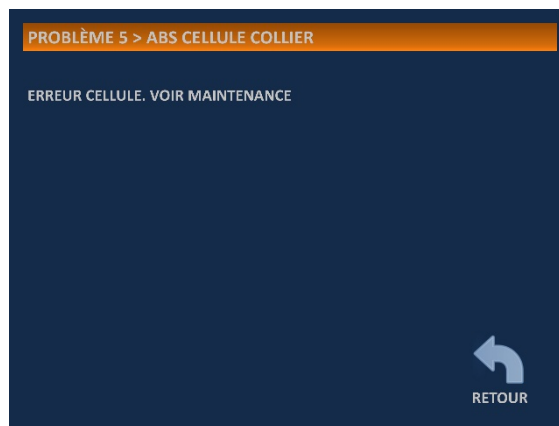 PROBLÈME 5 > ABS CELLULE COLLIER
ERREUR CELLULE. VOIR MAINTENANCE
RETOUR